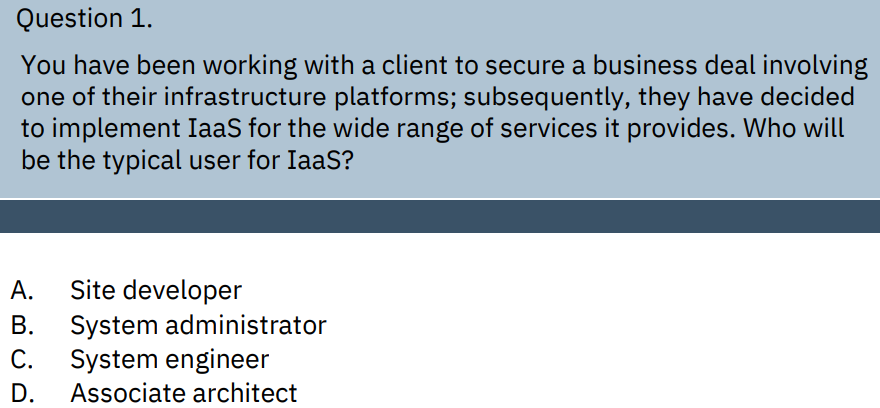 Question 1.
You have been working with a client to secure a business deal involving
one of their infrastructure platforms; subsequently, they have decided
to implement IaaS for the wide range of services it provides. Who will
be the typical user for IaaS?
A. Site developer
B. System administrator
C. System engineer
D. Associate architect